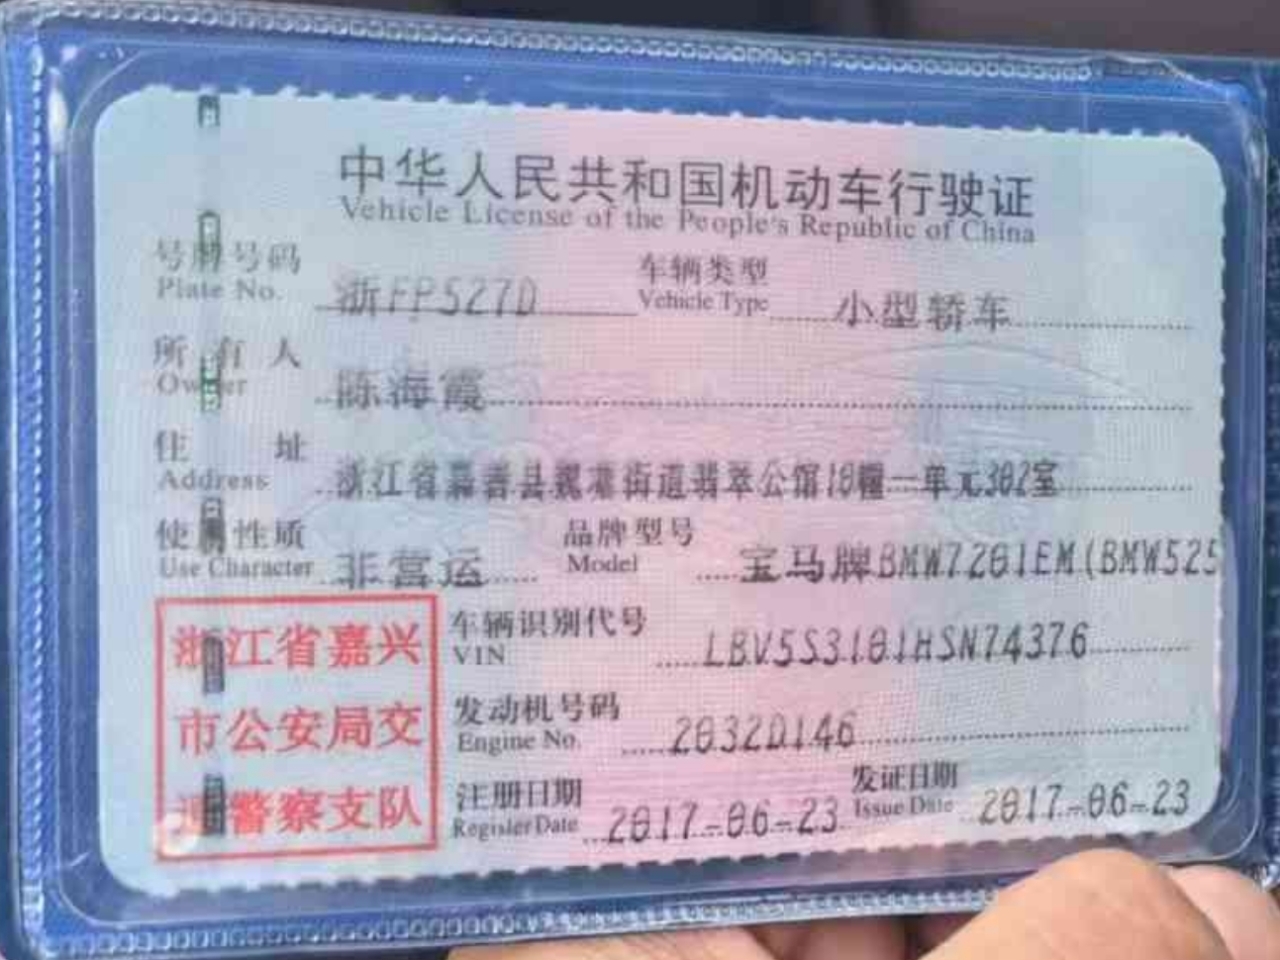 中华人民共和国机动车行驶证
Vehicle License of the People's Republic of China
号牌号码 浙FP527D 车辆类型 小型轿车
Plate No. Vehicle Type
所有人 陈海霞
Owner
住址 浙江省嘉善县魏塘街道翡翠公馆10幢一单元302室
Address
使用性质 非营运 品牌型号 宝马牌BMW7201EM(BMW525
Use Character Model
浙江省嘉兴
市公安局交
通警察支队
车辆识别代号 LBV5S3101HSN74376
VIN
发动机号码 2032D146
Engine No.
注册日期 2017-06-23 发证日期 2017-06-23
Register Date Issue Date